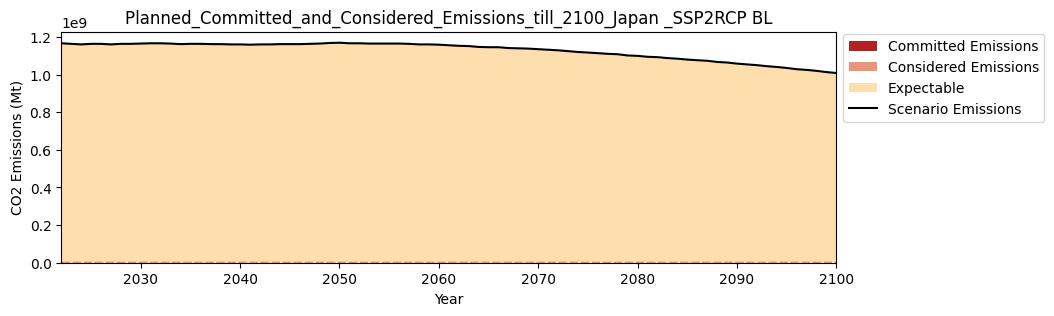 Planned_Committed_and_Considered_Emissions_till_2100_Japan _SSP2RCP BL
1e9
1.2
1.0
0.8
0.6
0.4
0.2
0.0
CO2 Emissions (Mt)
2030 2040 2050 2060 2070 2080 2090 2100
Year
Committed Emissions
Considered Emissions
Expectable
Scenario Emissions